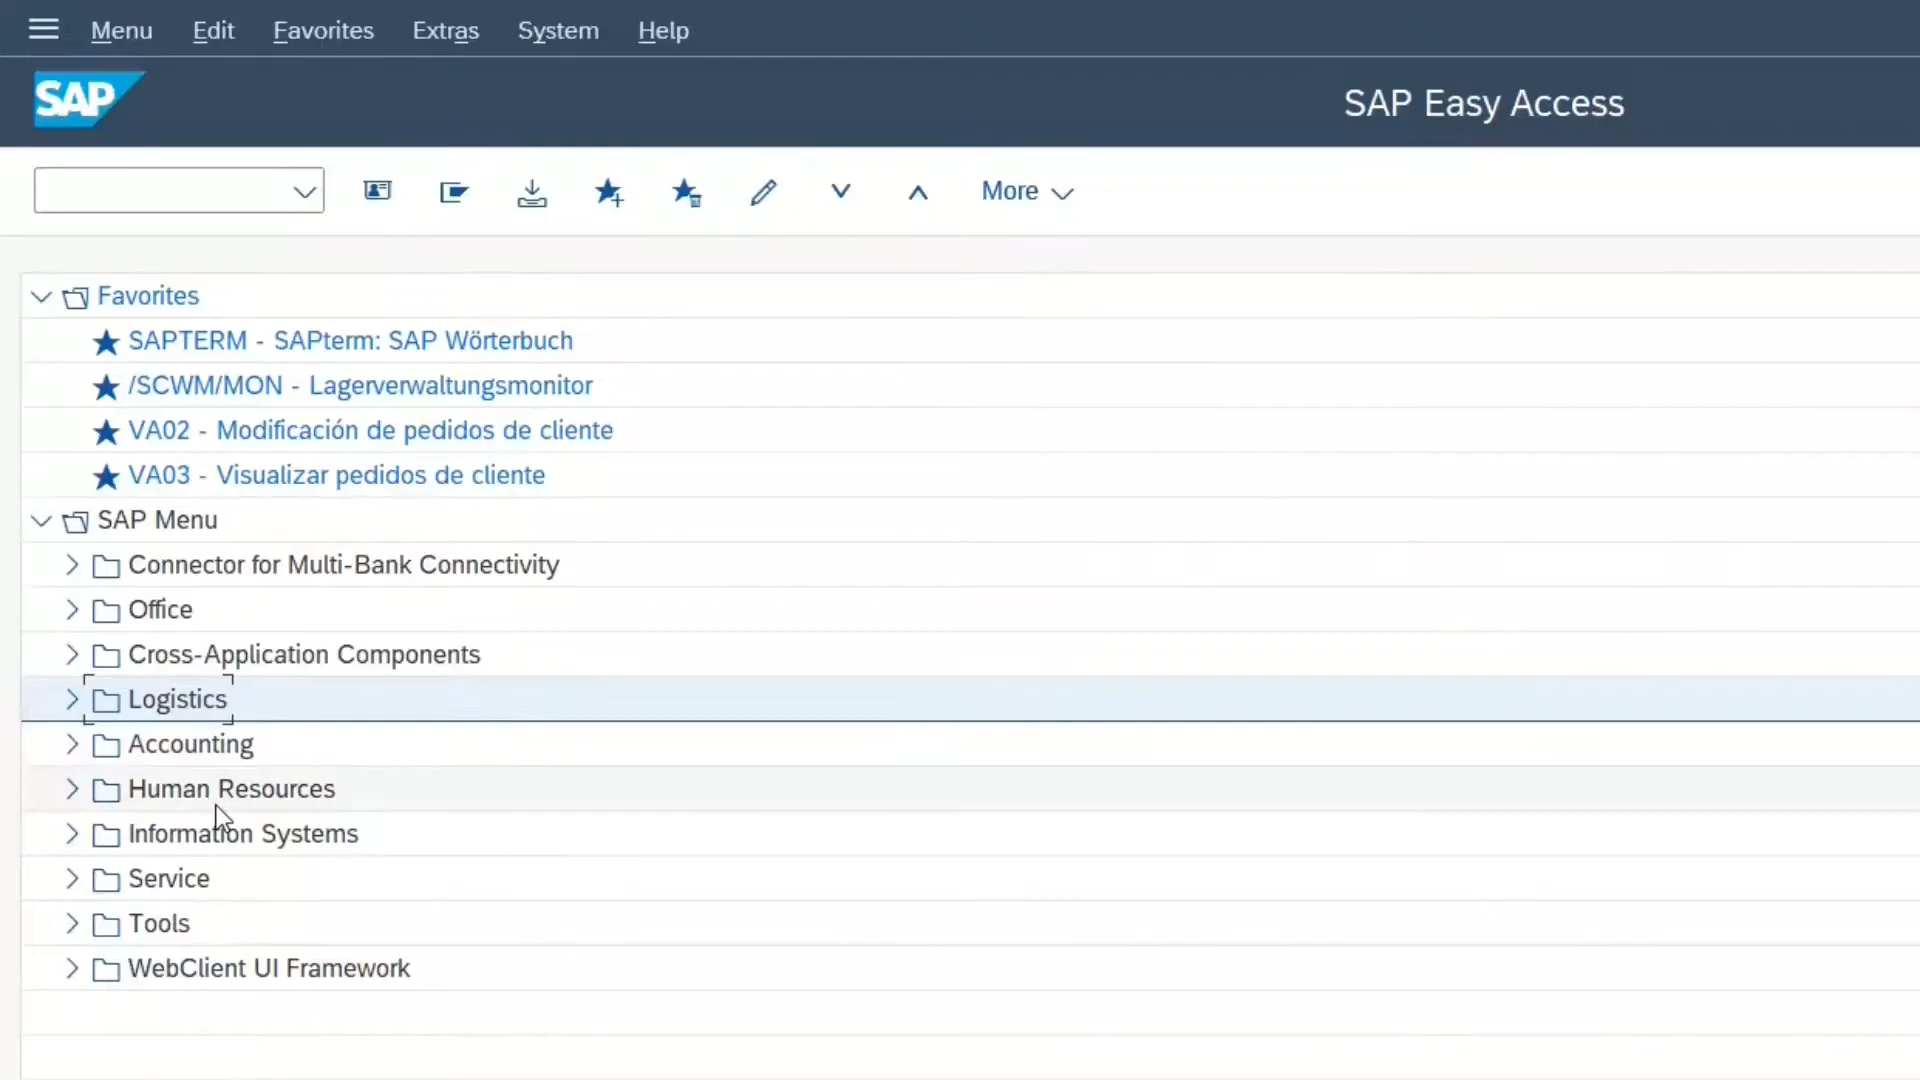 Menu Edit Favorites Extras System Help
SAP
SAP Easy Access
More
Favorites
SAPTERM - SAPterm: SAP Wörterbuch
/SCWM/MON - Lagerverwaltungsmonitor
VA02 - Modificación de pedidos de cliente
VA03 - Visualizar pedidos de cliente
SAP Menu
Connector for Multi-Bank Connectivity
Office
Cross-Application Components
Logistics
Accounting
Human Resources
Information Systems
Service
Tools
WebClient UI Framework